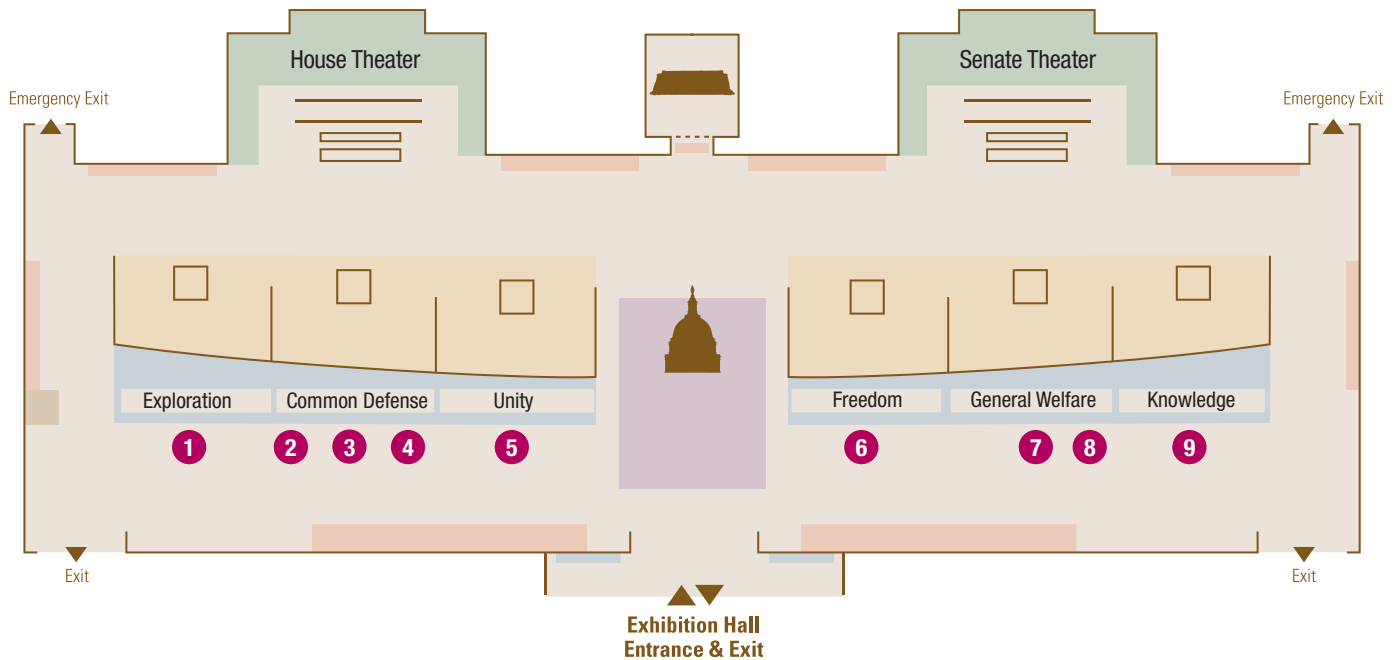 House Theater
Senate Theater
Emergency Exit
Emergency Exit
Exploration
Common Defense
Unity
Freedom
General Welfare
Knowledge
1
2
3
4
5
6
7
8
9
Exit
Exit
Exhibition Hall
Entrance & Exit